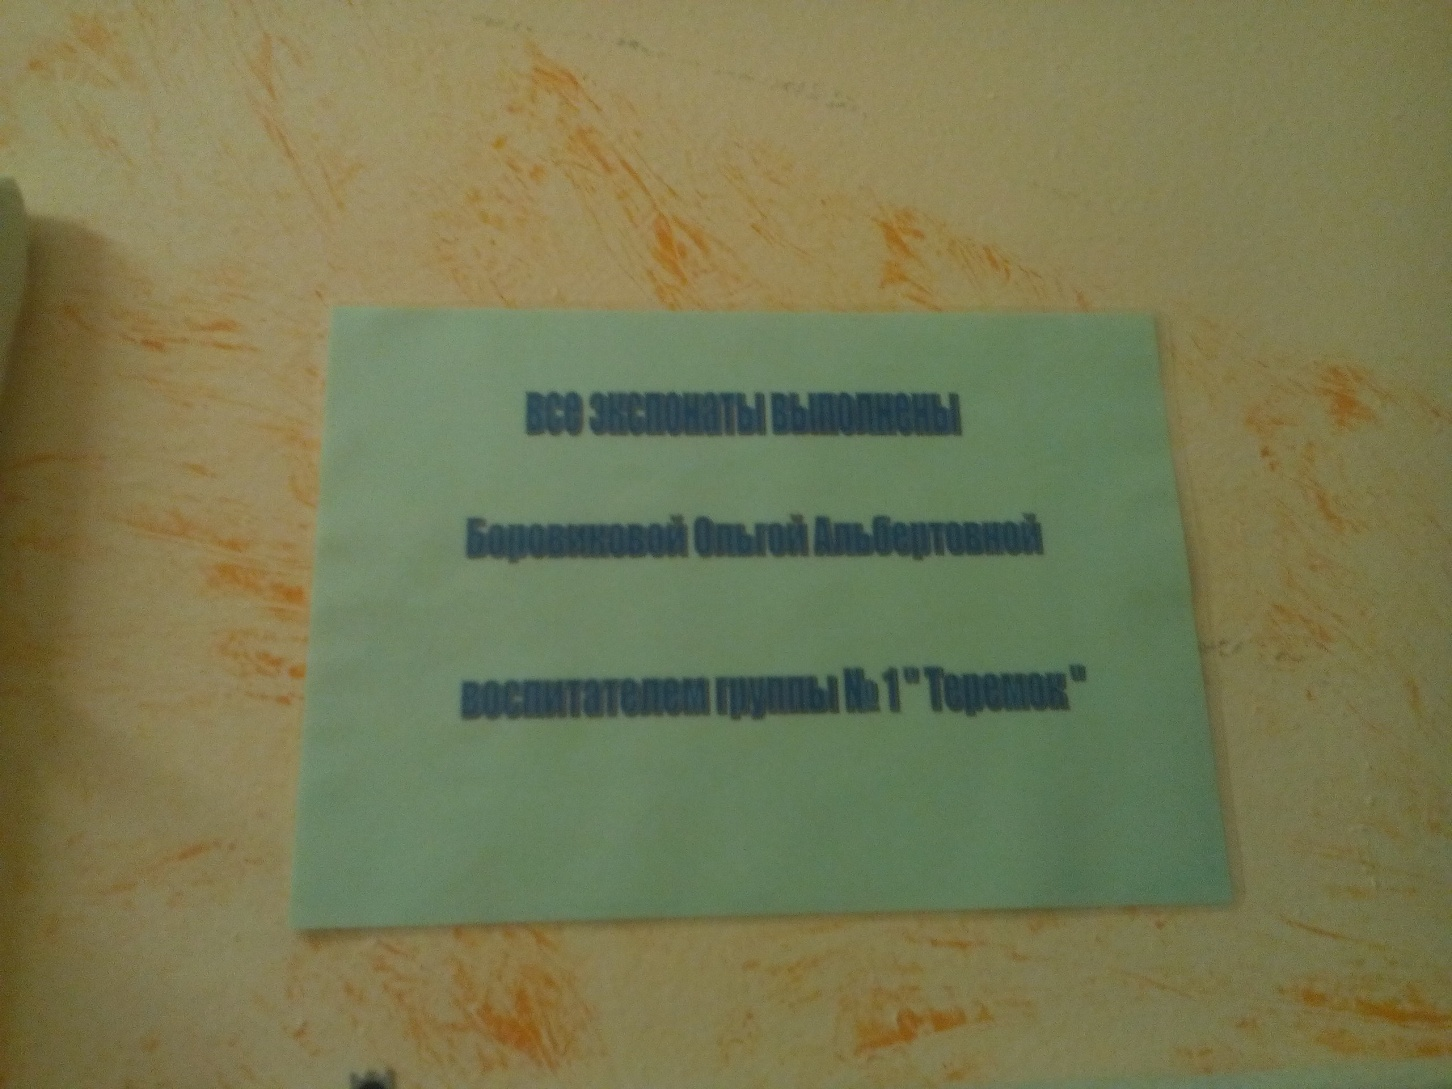 все экспонаты выполнены
Боровиковой Ольгой Альбертовной
воспитателем группы № 1 " Теремок "